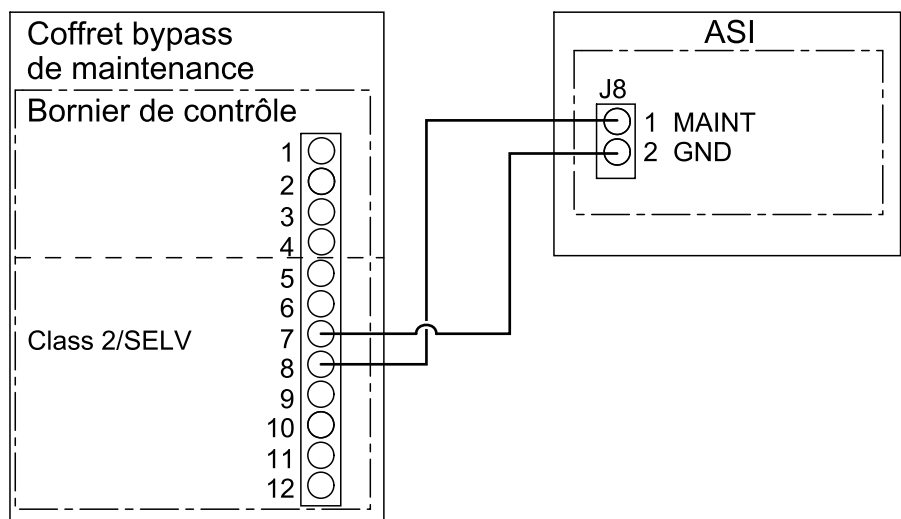 Coffret bypass
de maintenance
Bornier de contrôle
1
2
3
4
5
6
Class 2/SELV
7
8
9
10
11
12
ASI
J8
1 MAINT
2 GND